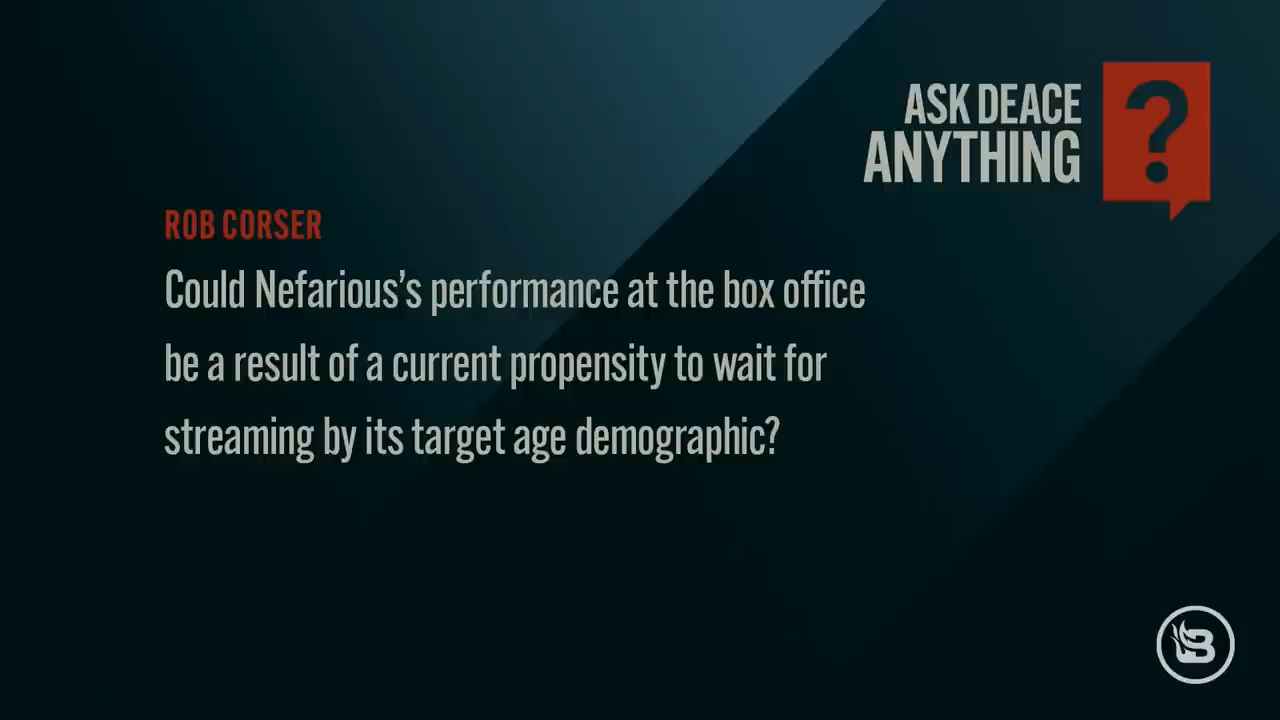 ASK DEACE
ANYTHING
?
ROB CORSER
Could Nefarious’s performance at the box office
be a result of a current propensity to wait for
streaming by its target age demographic?
B